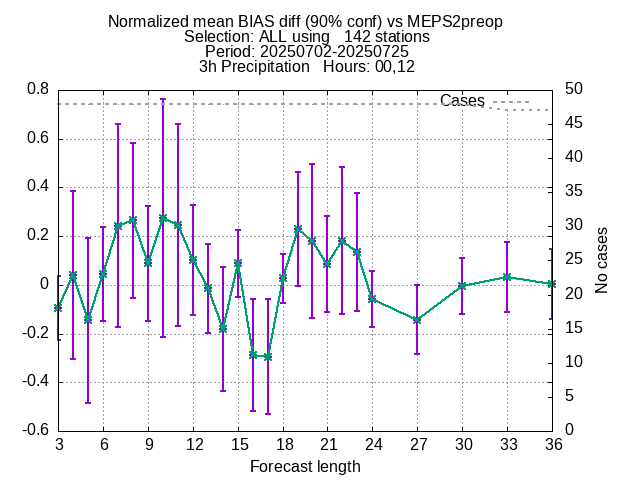 Normalized mean BIAS diff (90% conf) vs MEPS2preop
Selection: ALL using   142 stations
Period: 20250702-20250725
3h Precipitation   Hours: 00,12
Cases
0.8
0.6
0.4
0.2
0
-0.2
-0.4
-0.6
50
45
40
35
30
25
20
15
10
5
0
No cases
3 6 9 12 15 18 21 24 27 30 33 36
Forecast length